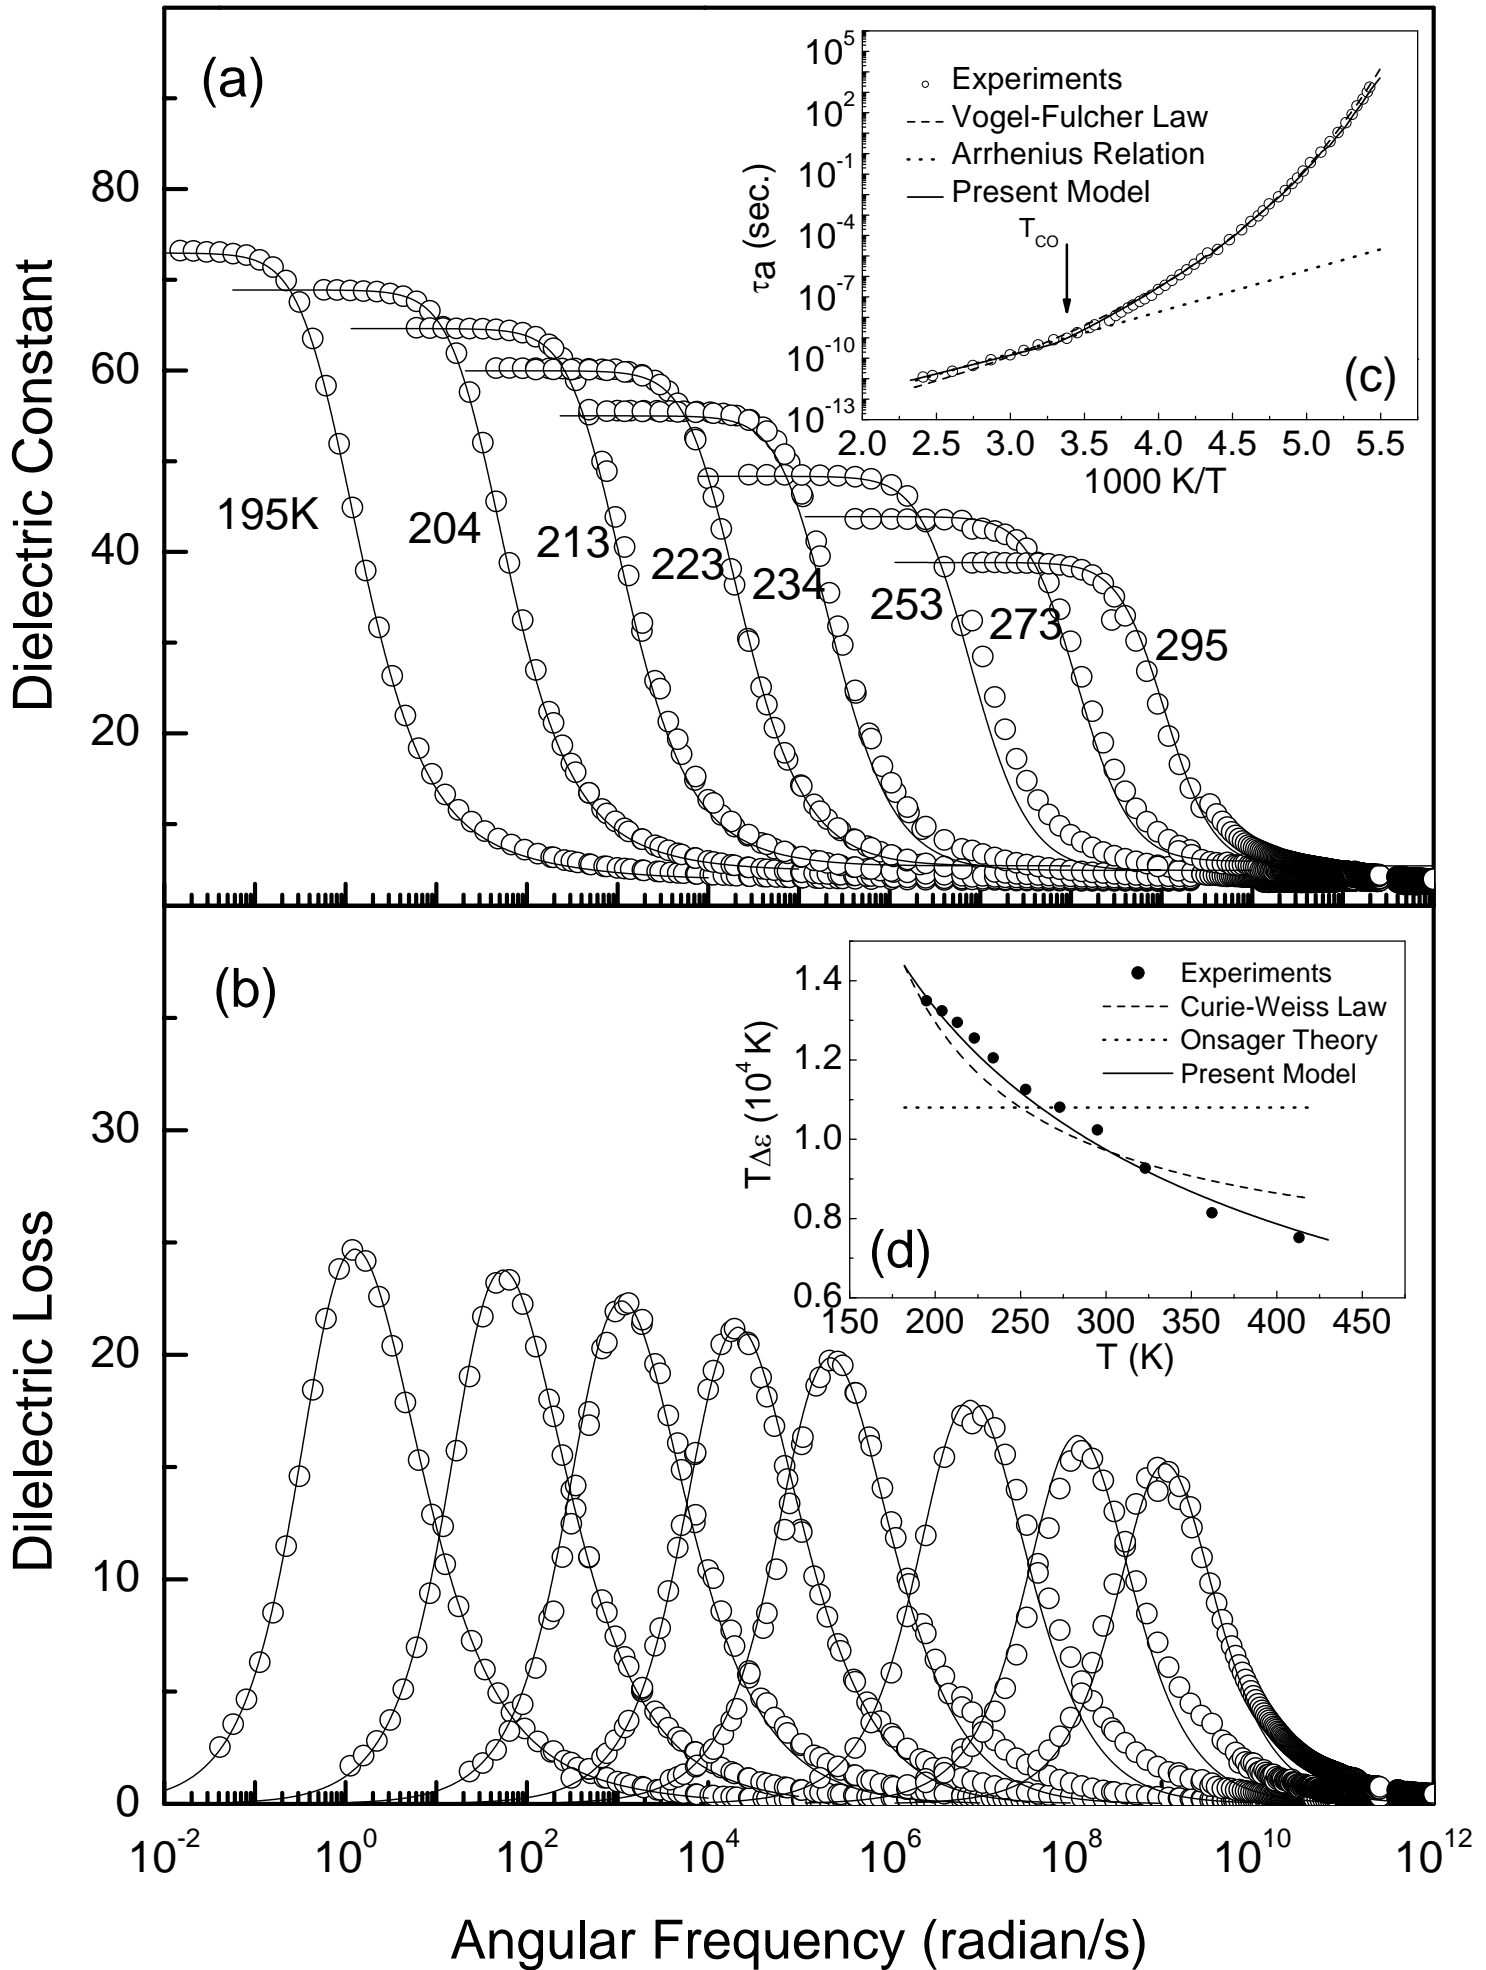 (a)
Dielectric Constant
80
60
40
20
195K
204
213
223
234
253
273
295
10^5
10^2
10^-1
10^-4
10^-7
10^-10
10^-13
τa (sec.)
Experiments
Vogel-Fulcher Law
Arrhenius Relation
Present Model
T_CO
(c)
2.0 2.5 3.0 3.5 4.0 4.5 5.0 5.5
1000 K/T
(b)
Dilelectric Loss
30
20
10
0
1.4
1.2
1.0
0.8
0.6
TΔε (10^4 K)
Experiments
Curie-Weiss Law
Onsager Theory
Present Model
(d)
150 200 250 300 350 400 450
T (K)
10^-2 10^0 10^2 10^4 10^6 10^8 10^10 10^12
Angular Frequency (radian/s)